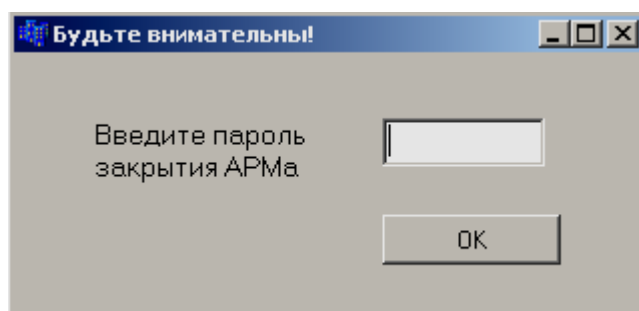 Будьте внимательны!
Введите пароль
закрытия АРМа
OK